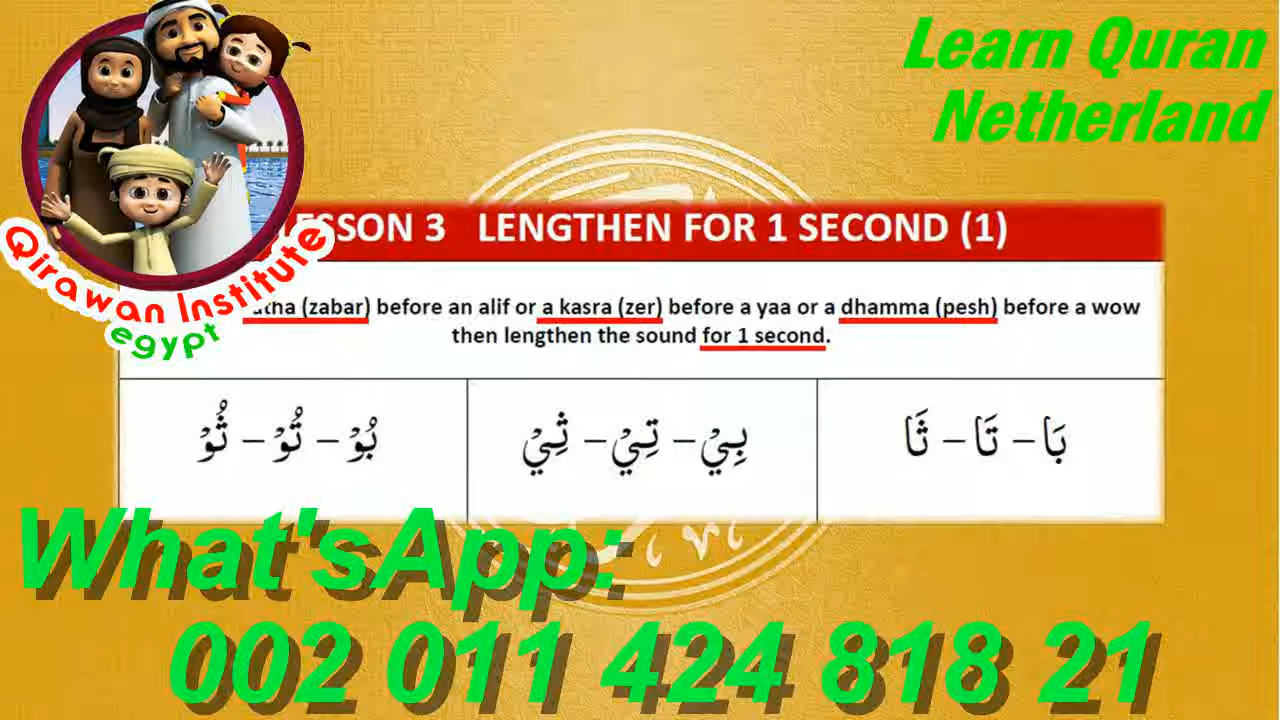 Learn Quran
Netherland
Qirawan Institute
egypt
SSON 3 LENGTHEN FOR 1 SECOND (1)
(zabar) before an alif or a kasra (zer) before a yaa or a dhamma (pesh) before a wow
then lengthen the sound for 1 second.
بَا – تَا – ثَا
بِيْ – تِيْ – ثِيْ
بُوْ – تُوْ – ثُوْ
What'sApp:
002 011 424 818 21